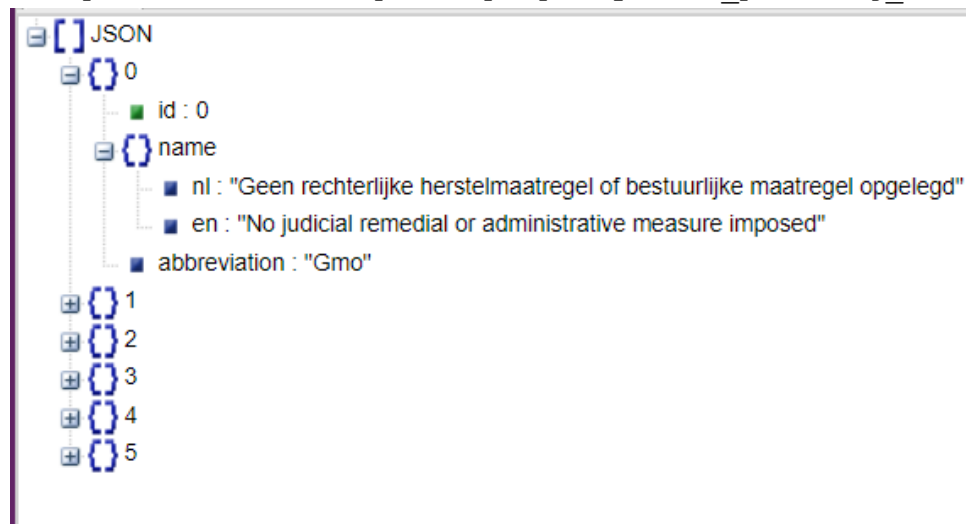 JSON
0
id : 0
name
nl : "Geen rechterlijke herstelmaatregel of bestuurlijke maatregel opgelegd"
en : "No judicial remedial or administrative measure imposed"
abbreviation : "Gmo"
1
2
3
4
5